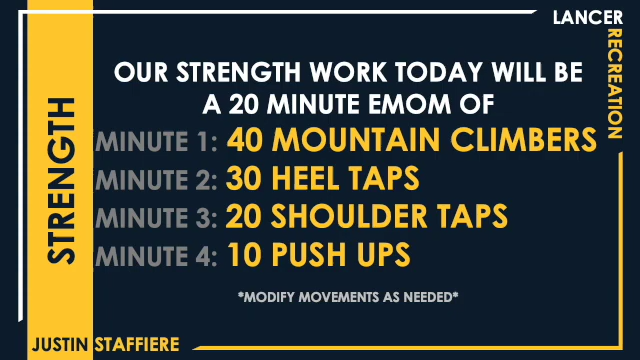 LANCER
RECREATION
STRENGTH
OUR STRENGTH WORK TODAY WILL BE
A 20 MINUTE EMOM OF
MINUTE 1: 40 MOUNTAIN CLIMBERS
MINUTE 2: 30 HEEL TAPS
MINUTE 3: 20 SHOULDER TAPS
MINUTE 4: 10 PUSH UPS
*MODIFY MOVEMENTS AS NEEDED*
JUSTIN STAFFIERE